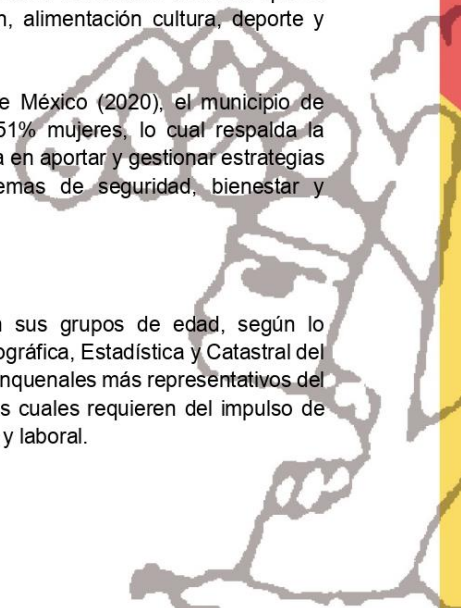 n, alimentación cultura, deporte y
e México (2020), el municipio de
51% mujeres, lo cual respalda la
a en aportar y gestionar estrategias
emas de seguridad, bienestar y
n sus grupos de edad, según lo
ográfica, Estadística y Catastral del
nquenales más representativos del
s cuales requieren del impulso de
y laboral.